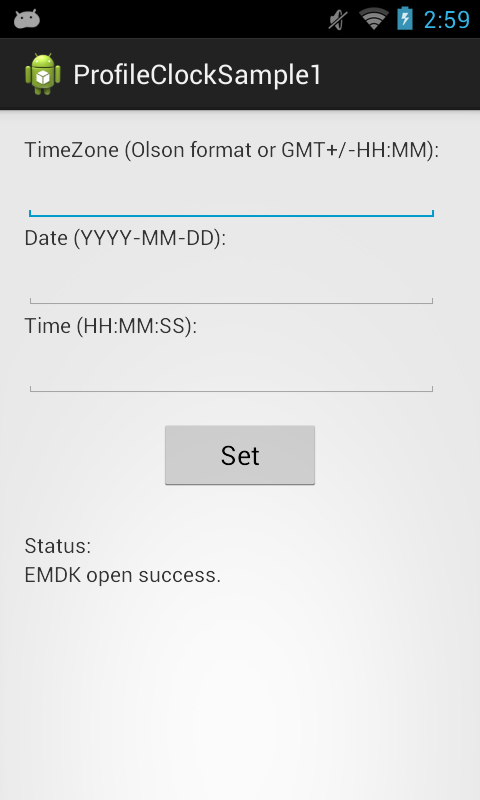 2:59
ProfileClockSample1
TimeZone (Olson format or GMT+/-HH:MM):
Date (YYYY-MM-DD):
Time (HH:MM:SS):
Set
Status:
EMDK open success.